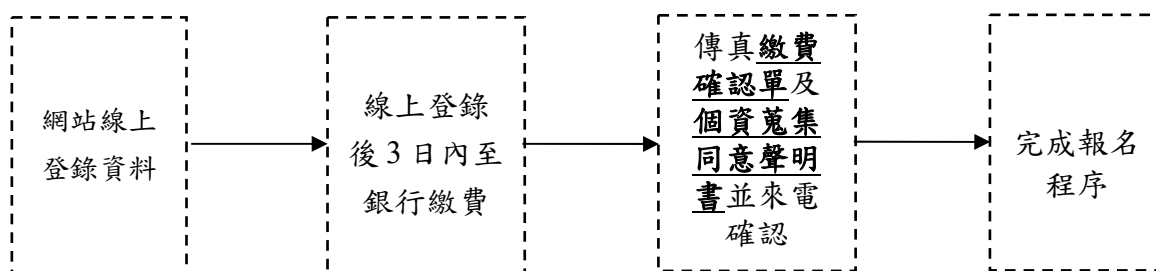 網站線上
登錄資料
線上登錄
後3日內至
銀行繳費
傳真繳費
確認單及
個資蒐集
同意聲明
書並來電
確認
完成報名
程序